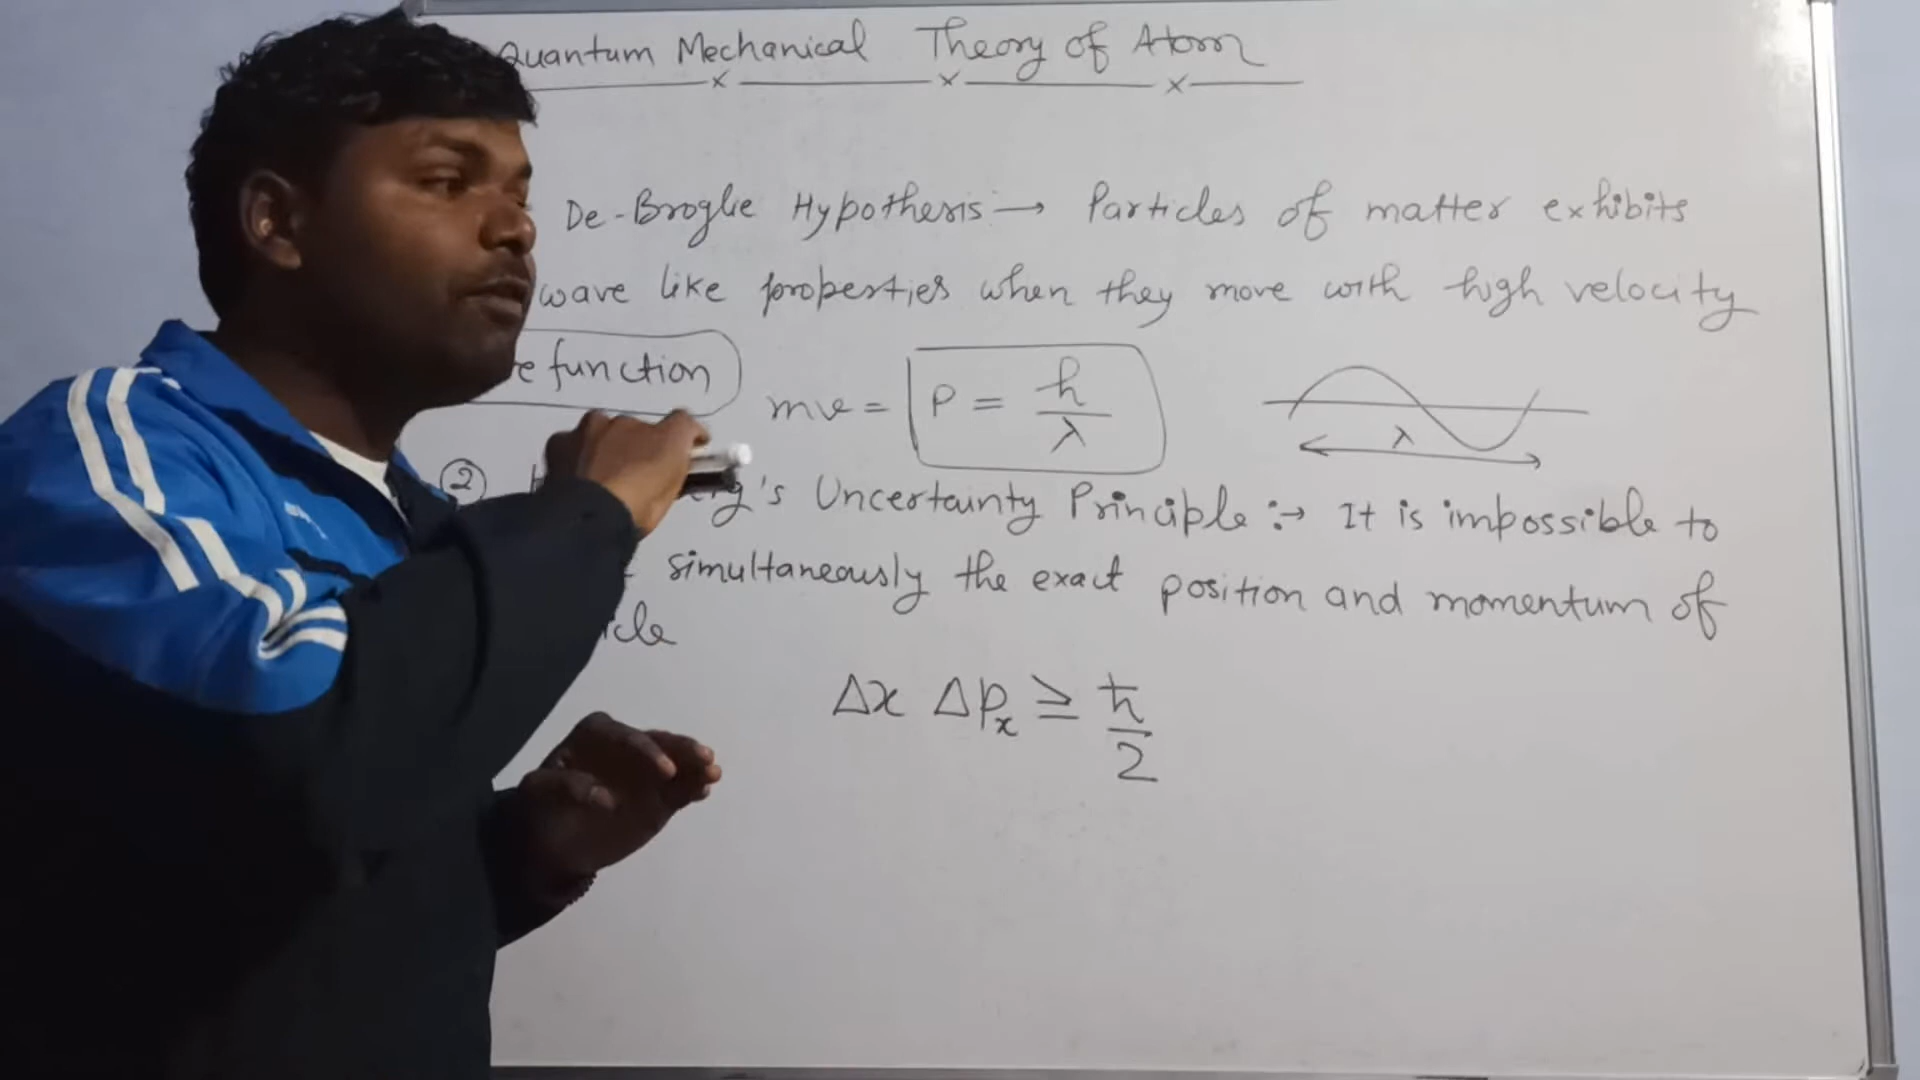 Quantum Mechanical Theory of Atom
De-Broglie Hypothesis → Particles of matter exhibits
wave like properties when they move with high velocity
function mv = P = h/λ
λ
② 's Uncertainty Principle :→ It is impossible to
simultaneously the exact position and momentum of
Δx Δpₓ ≥ ħ/2